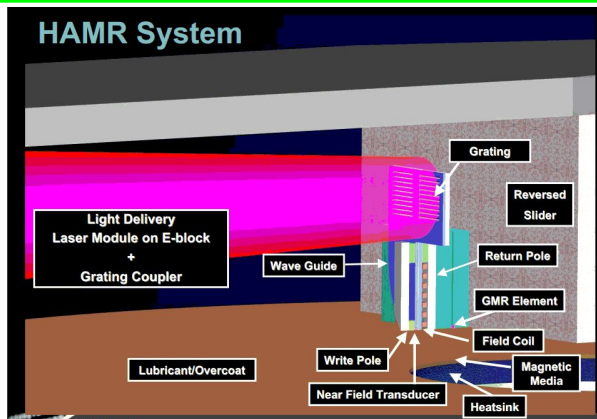 HAMR System
Grating
Reversed
Slider
Light Delivery
Laser Module on E-block
+
Grating Coupler
Wave Guide
Return Pole
GMR Element
Field Coil
Write Pole
Lubricant/Overcoat
Magnetic
Media
Near Field Transducer
Heatsink